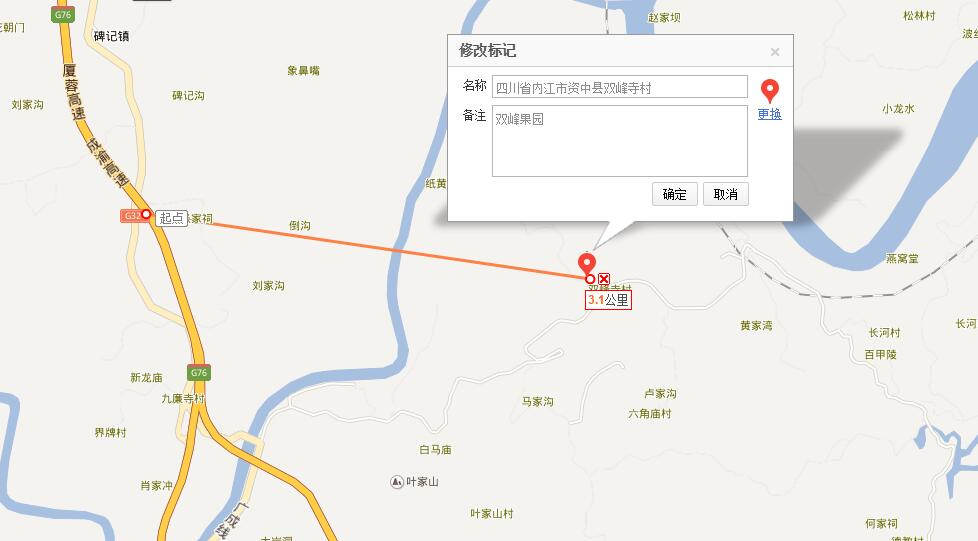 G76
赵家坝
松林村
朝门
碑记镇
波丝
修改标记
×
厦蓉高速
象鼻嘴
名称
四川省内江市资中县双峰寺村
碑记沟
刘家沟
备注
双峰果园
更换
小龙水
成渝高速
纸黄
确定
取消
G32
起点
家祠
倒沟
燕窝堂
刘家沟
双峰寺村
3.1公里
黄家湾
长河村
长河
百甲陵
G76
新龙庙
九廉寺村
马家沟
卢家沟
六角庙村
界牌村
白马庙
肖家冲
叶家山
叶家山村
广成线
何家祠